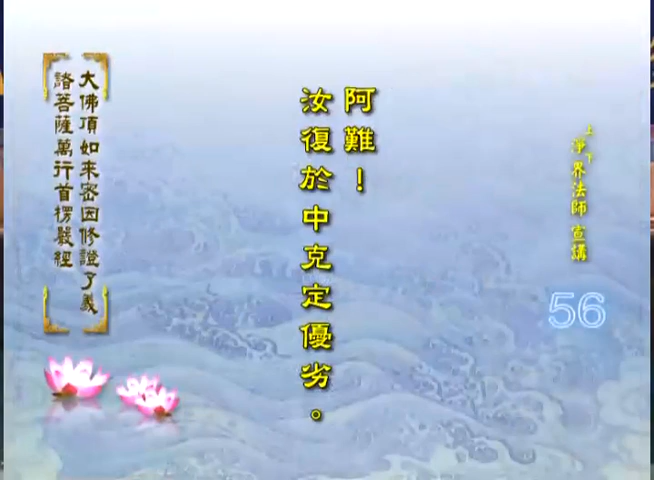 阿難！
汝復於中克定優劣。
上淨下界法師 宣講
56
大佛頂如來密因修證了義
諸菩薩萬行首楞嚴經